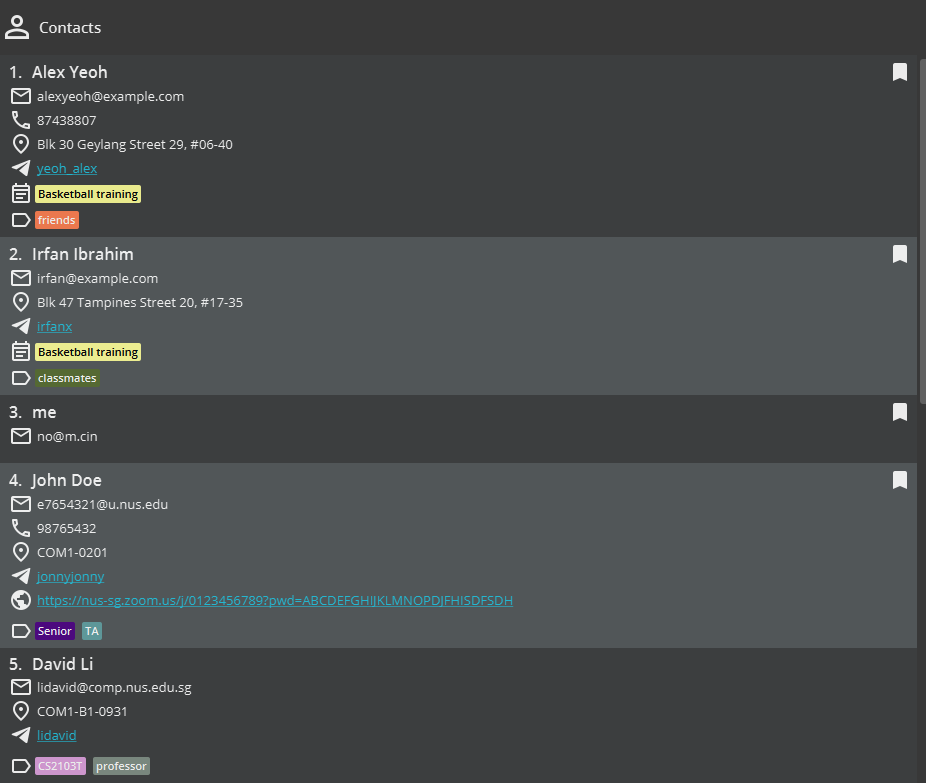 Contacts
1. Alex Yeoh
alexyeoh@example.com
87438807
Blk 30 Geylang Street 29, #06-40
yeoh_alex
Basketball training
friends
2. Irfan Ibrahim
irfan@example.com
Blk 47 Tampines Street 20, #17-35
irfanx
Basketball training
classmates
3. me
no@m.cin
4. John Doe
e7654321@u.nus.edu
98765432
COM1-0201
jonnyjonny
https://nus-sg.zoom.us/j/0123456789?pwd=ABCDEFGHIJKLMNOPDJFHISDFSDH
Senior TA
5. David Li
lidavid@comp.nus.edu.sg
COM1-B1-0931
lidavid
CS2103T professor